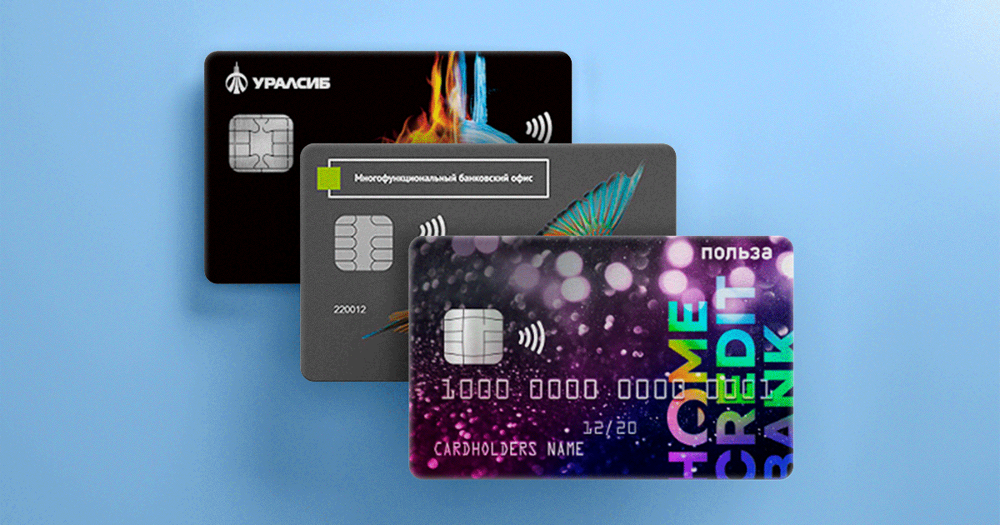 УРАЛСИБ
Многофункциональный банковский офис
220012
польза
HOME
CREDIT
BANK
1000 0000 0000 0001
12/20
CARDHOLDERS NAME